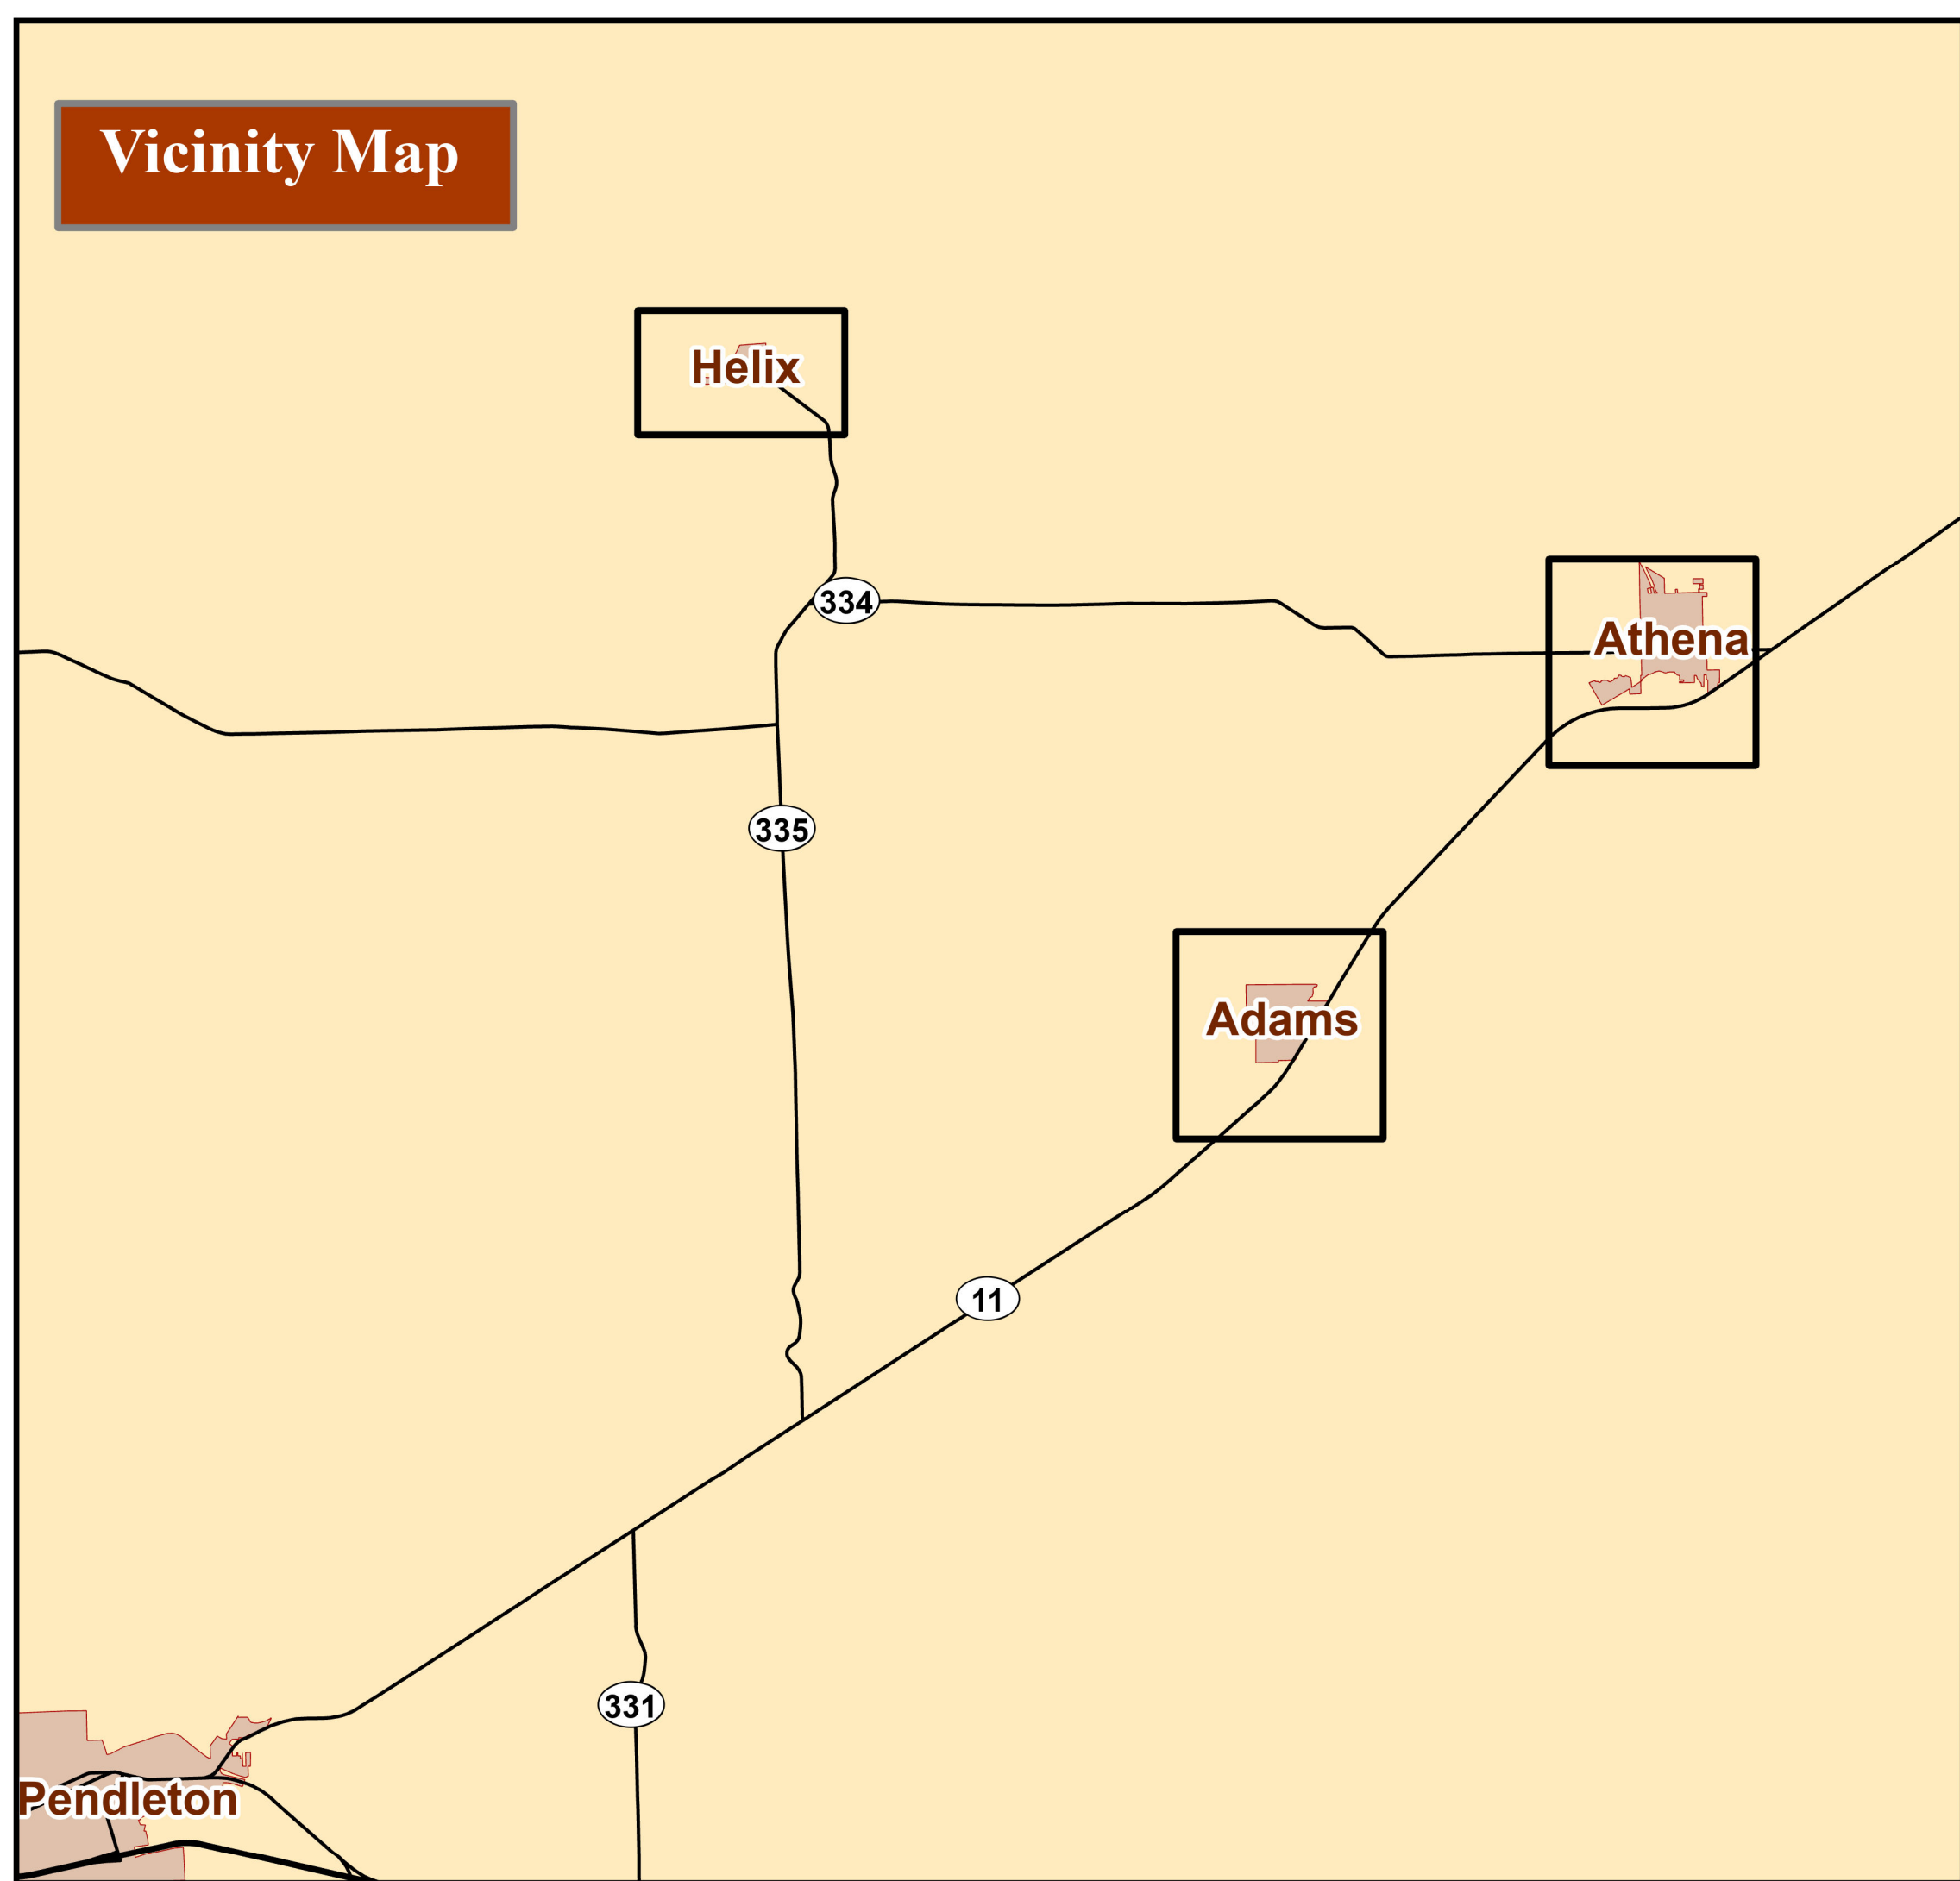 Vicinity Map
Helix
334
Athena
335
Adams
11
331
Pendleton